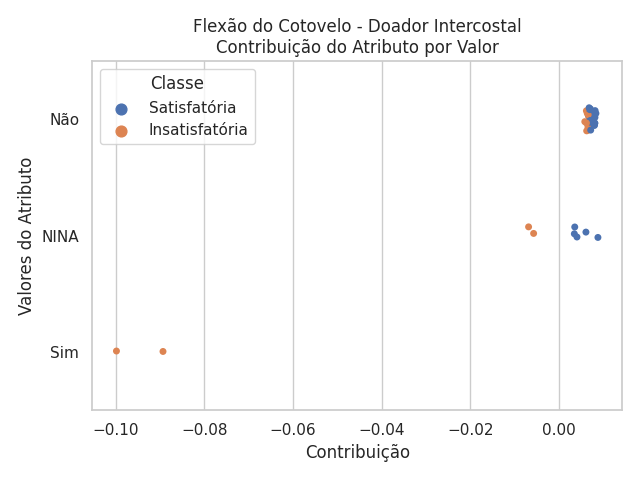 Flexão do Cotovelo - Doador Intercostal
Contribuição do Atributo por Valor
Classe
Satisfatória
Insatisfatória
Valores do Atributo
Não
NINA
Sim
−0.10
−0.08
−0.06
−0.04
−0.02
0.00
Contribuição